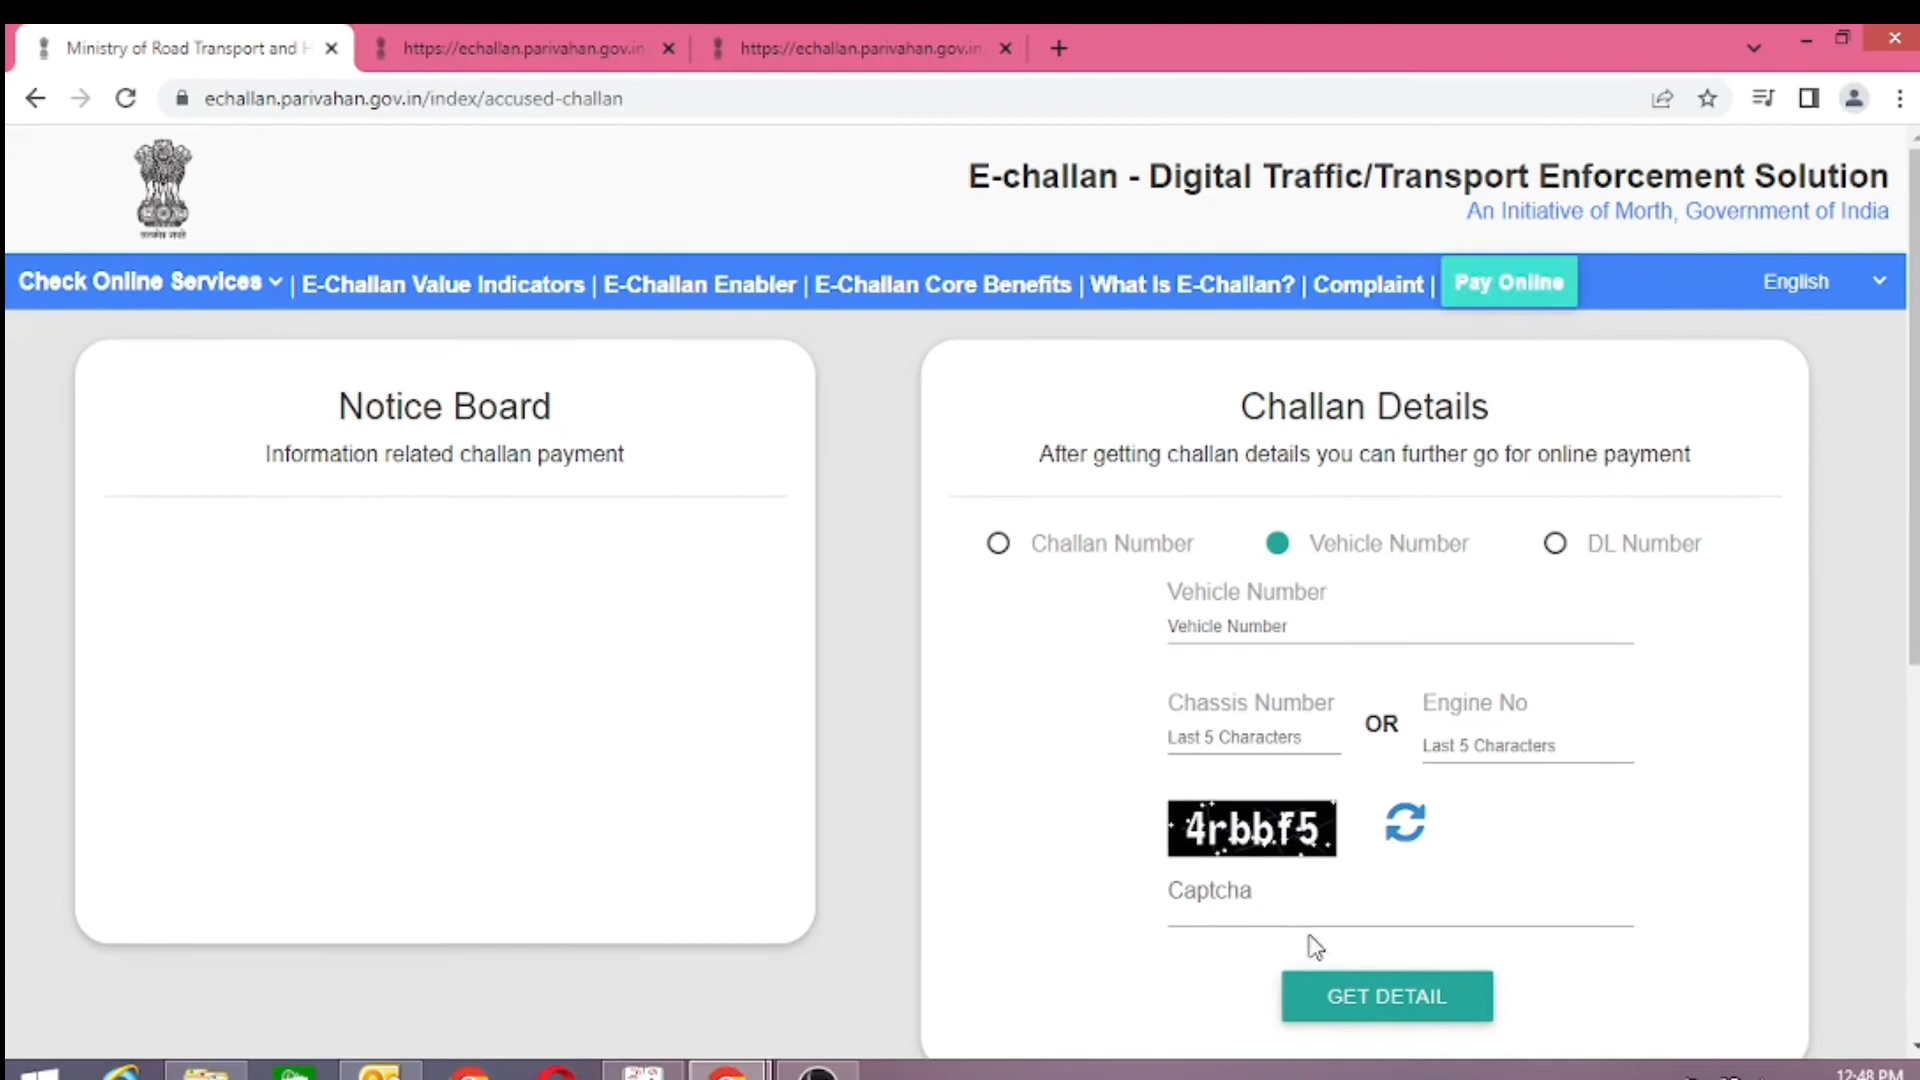 Ministry of Road Transport and H
https://echallan.parivahan.gov.in
https://echallan.parivahan.gov.in
echallan.parivahan.gov.in/index/accused-challan
E-challan - Digital Traffic/Transport Enforcement Solution
An Initiative of Morth, Government of India
Check Online Services | E-Challan Value Indicators | E-Challan Enabler | E-Challan Core Benefits | What Is E-Challan? | Complaint | Pay Online English
Notice Board
Information related challan payment
Challan Details
After getting challan details you can further go for online payment
Challan Number Vehicle Number DL Number
Vehicle Number
Vehicle Number
Chassis Number OR Engine No
Last 5 Characters Last 5 Characters
4rbbf5
Captcha
GET DETAIL
12:48 PM